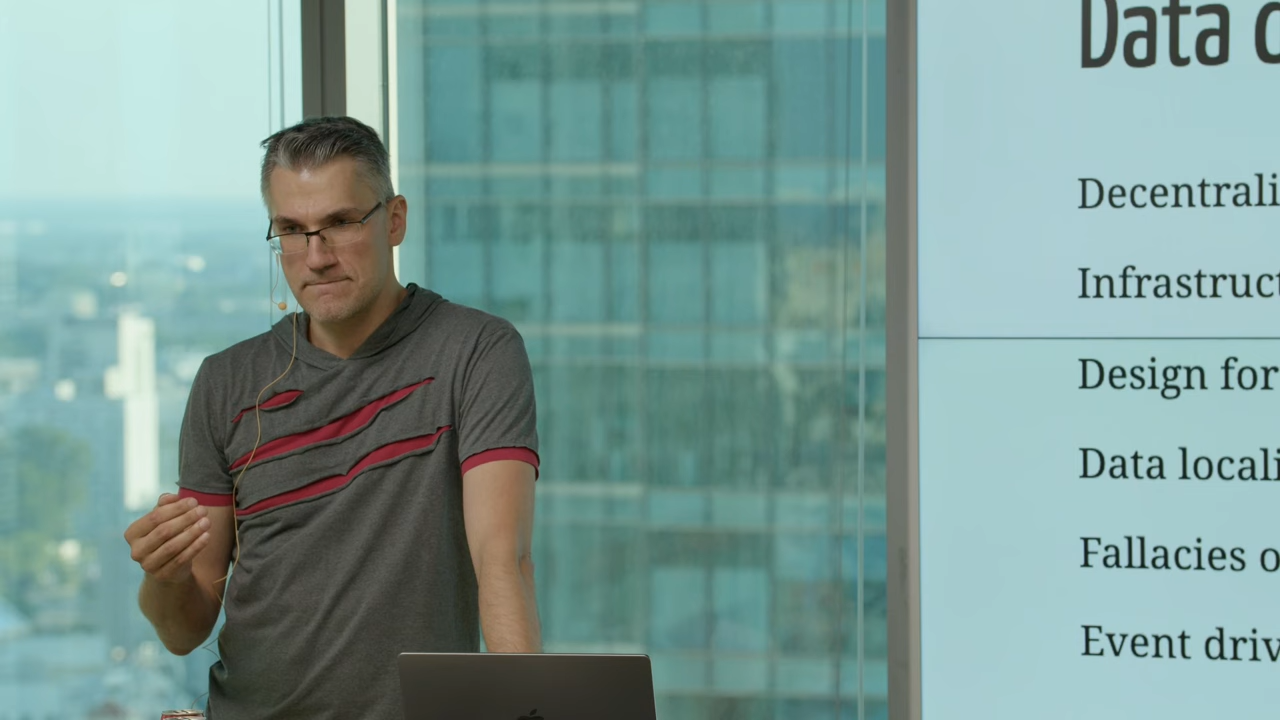 Data
Decentrali
Infrastruct
Design for
Data locali
Fallacies o
Event driv